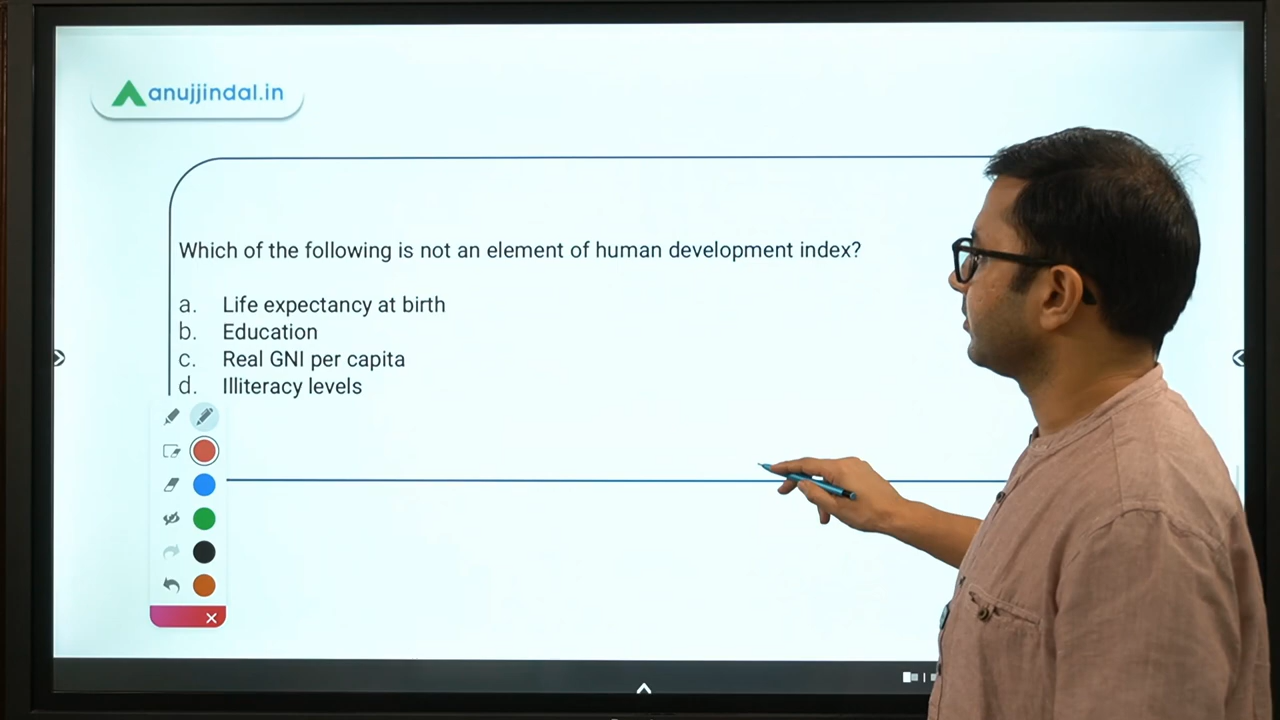 anujjindal.in
Which of the following is not an element of human development index?
a. Life expectancy at birth
b. Education
c. Real GNI per capita
d. Illiteracy levels